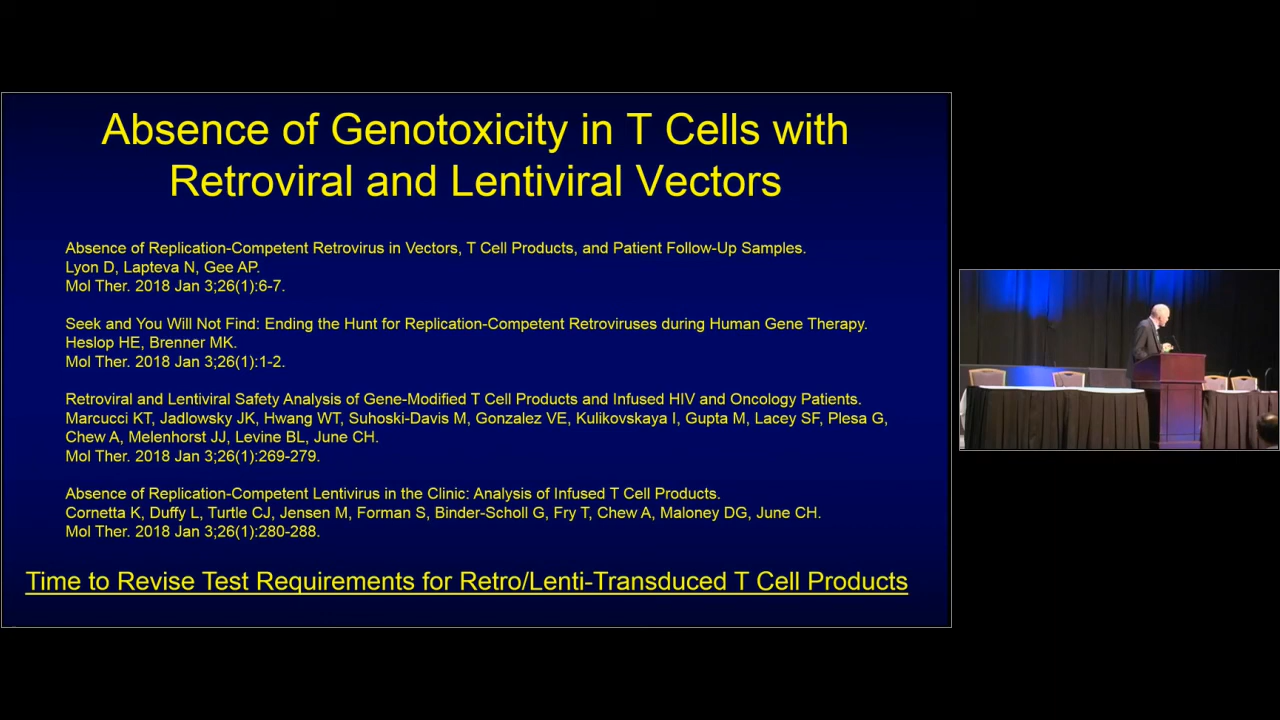 Absence of Genotoxicity in T Cells with
Retroviral and Lentiviral Vectors
Absence of Replication-Competent Retrovirus in Vectors, T Cell Products, and Patient Follow-Up Samples.
Lyon D, Lapteva N, Gee AP.
Mol Ther. 2018 Jan 3;26(1):6-7.
Seek and You Will Not Find: Ending the Hunt for Replication-Competent Retroviruses during Human Gene Therapy.
Heslop HE, Brenner MK.
Mol Ther. 2018 Jan 3;26(1):1-2.
Retroviral and Lentiviral Safety Analysis of Gene-Modified T Cell Products and Infused HIV and Oncology Patients.
Marcucci KT, Jadlowsky JK, Hwang WT, Suhoski-Davis M, Gonzalez VE, Kulikovskaya I, Gupta M, Lacey SF, Plesa G,
Chew A, Melenhorst JJ, Levine BL, June CH.
Mol Ther. 2018 Jan 3;26(1):269-279.
Absence of Replication-Competent Lentivirus in the Clinic: Analysis of Infused T Cell Products.
Cornetta K, Duffy L, Turtle CJ, Jensen M, Forman S, Binder-Scholl G, Fry T, Chew A, Maloney DG, June CH.
Mol Ther. 2018 Jan 3;26(1):280-288.
Time to Revise Test Requirements for Retro/Lenti-Transduced T Cell Products